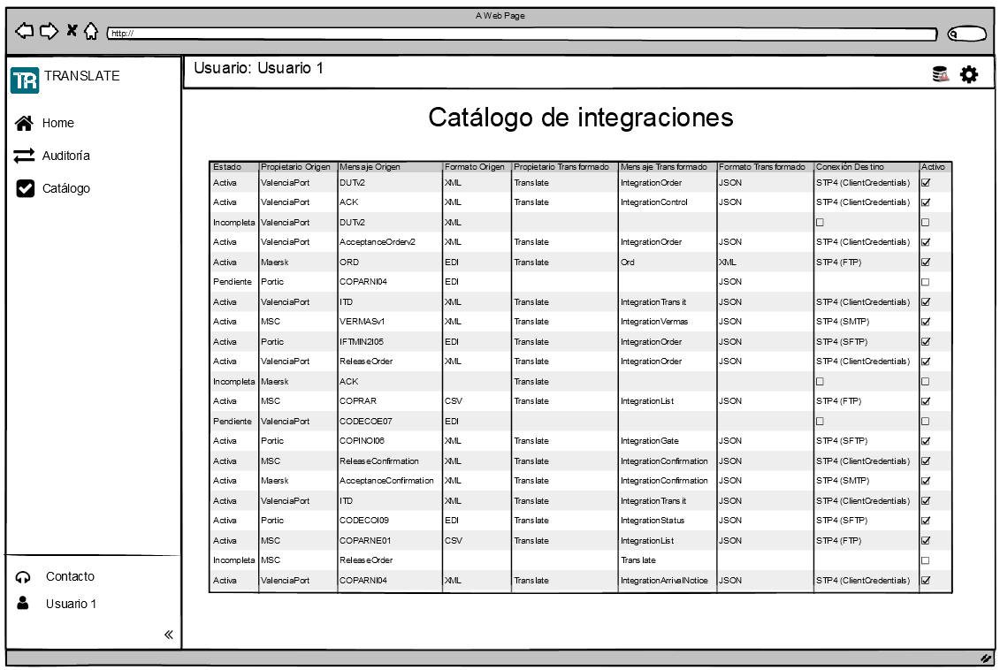 A Web Page
http://
TR TRANSLATE
Usuario: Usuario 1
Home
Auditoría
Catálogo
Catálogo de integraciones
Estado Propietario Origen Mensaje Origen Formato Origen Propietario Transformado Mensaje Transformado Formato Transformado Conexión Destino Activo
Activa ValenciaPort DUTv2 XML Translate IntegrationOrder JSON STP4 (ClientCredentials)
Activa ValenciaPort ACK XML Translate IntegrationControl JSON STP4 (ClientCredentials)
Incompleta ValenciaPort DUTv2 XML
Activa ValenciaPort AcceptanceOrderv2 XML Translate IntegrationOrder JSON STP4 (ClientCredentials)
Activa Maersk ORD EDI Translate Ord XML STP4 (FTP)
Pendiente Portic COPARNI04 EDI JSON
Activa ValenciaPort ITD XML Translate IntegrationTransit JSON STP4 (ClientCredentials)
Activa MSC VERMASv1 XML Translate IntegrationVermas JSON STP4 (SMTP)
Activa Portic IFTMIN2I05 EDI Translate IntegrationOrder JSON STP4 (SFTP)
Activa ValenciaPort ReleaseOrder XML Translate IntegrationOrder JSON STP4 (ClientCredentials)
Incompleta Maersk ACK Translate
Activa MSC COPRAR CSV Translate IntegrationList JSON STP4 (FTP)
Pendiente ValenciaPort CODECOE07 EDI
Activa Portic COPINOI06 XML Translate IntegrationGate JSON STP4 (SFTP)
Activa MSC ReleaseConfirmation XML Translate IntegrationConfirmation JSON STP4 (ClientCredentials)
Activa Maersk AcceptanceConfirmation XML Translate IntegrationConfirmation JSON STP4 (SMTP)
Activa ValenciaPort ITD XML Translate IntegrationTransit JSON STP4 (ClientCredentials)
Activa Portic CODECOI09 EDI Translate IntegrationStatus JSON STP4 (SFTP)
Activa MSC COPARNE01 CSV Translate IntegrationList JSON STP4 (FTP)
Incompleta MSC ReleaseOrder Translate
Activa ValenciaPort COPARNI04 XML Translate IntegrationArrivalNotice JSON STP4 (ClientCredentials)
Contacto
Usuario 1